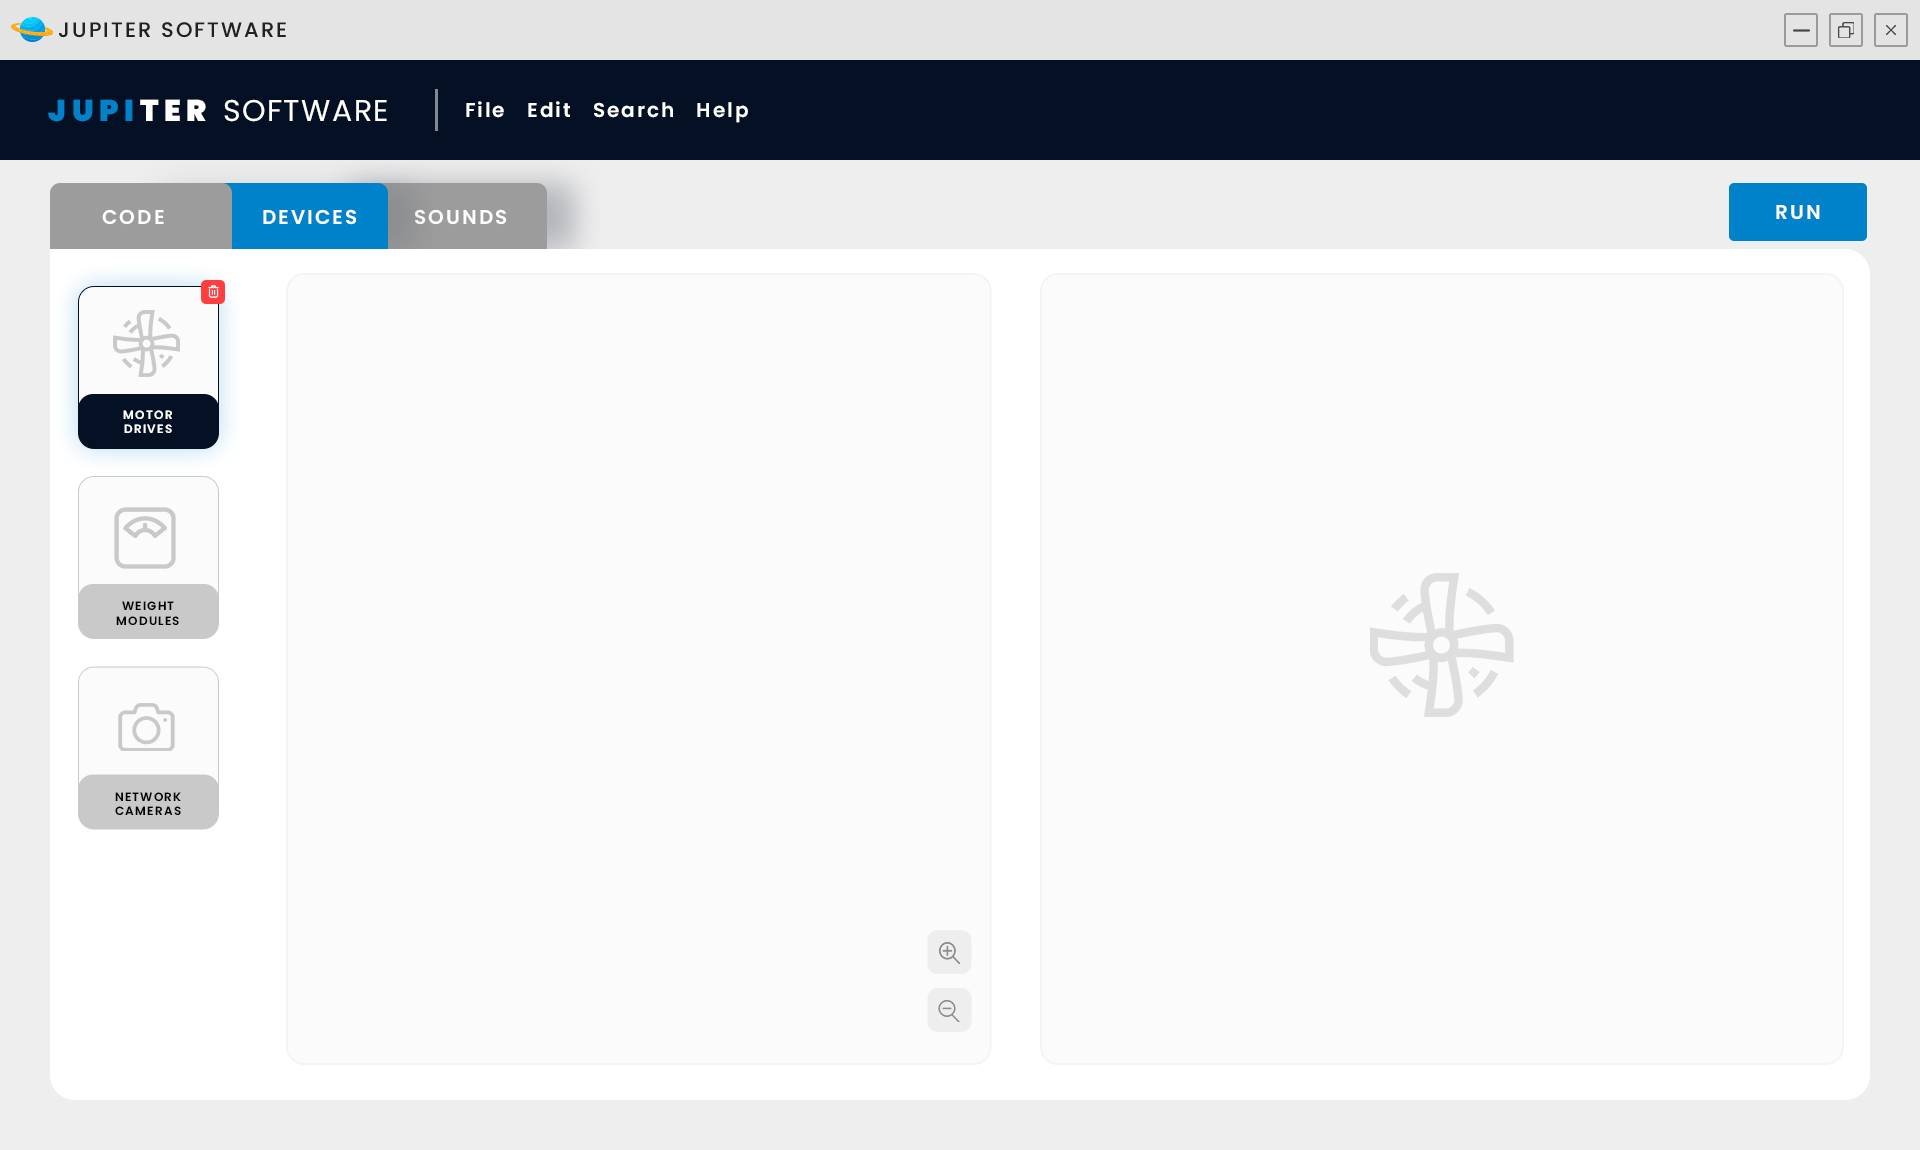 JUPITER SOFTWARE
JUPITER SOFTWARE File Edit Search Help
CODE DEVICES SOUNDS RUN
MOTOR
DRIVES
WEIGHT
MODULES
NETWORK
CAMERAS